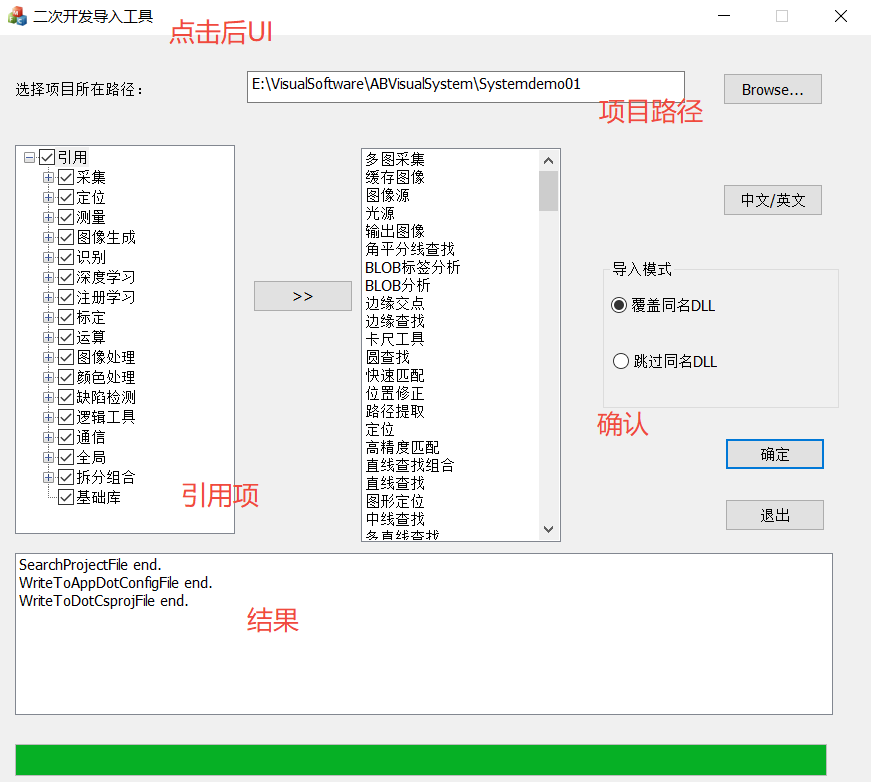 二次开发导入工具
点击后UI
选择项目所在路径：
E:\VisualSoftware\ABVisualSystem\Systemdemo01
Browse...
项目路径
引用
采集
定位
测量
图像生成
识别
深度学习
注册学习
标定
运算
图像处理
颜色处理
缺陷检测
逻辑工具
通信
全局
拆分组合
基础库
引用项
>>
多图采集
缓存图像
图像源
光源
输出图像
角平分线查找
BLOB标签分析
BLOB分析
边缘交点
边缘查找
卡尺工具
圆查找
快速匹配
位置修正
路径提取
定位
高精度匹配
直线查找组合
直线查找
图形定位
中线查找
多直线查找
中文/英文
导入模式
覆盖同名DLL
跳过同名DLL
确认
确定
退出
SearchProjectFile end.
WriteToAppDotConfigFile end.
WriteToDotCsprojFile end.
结果